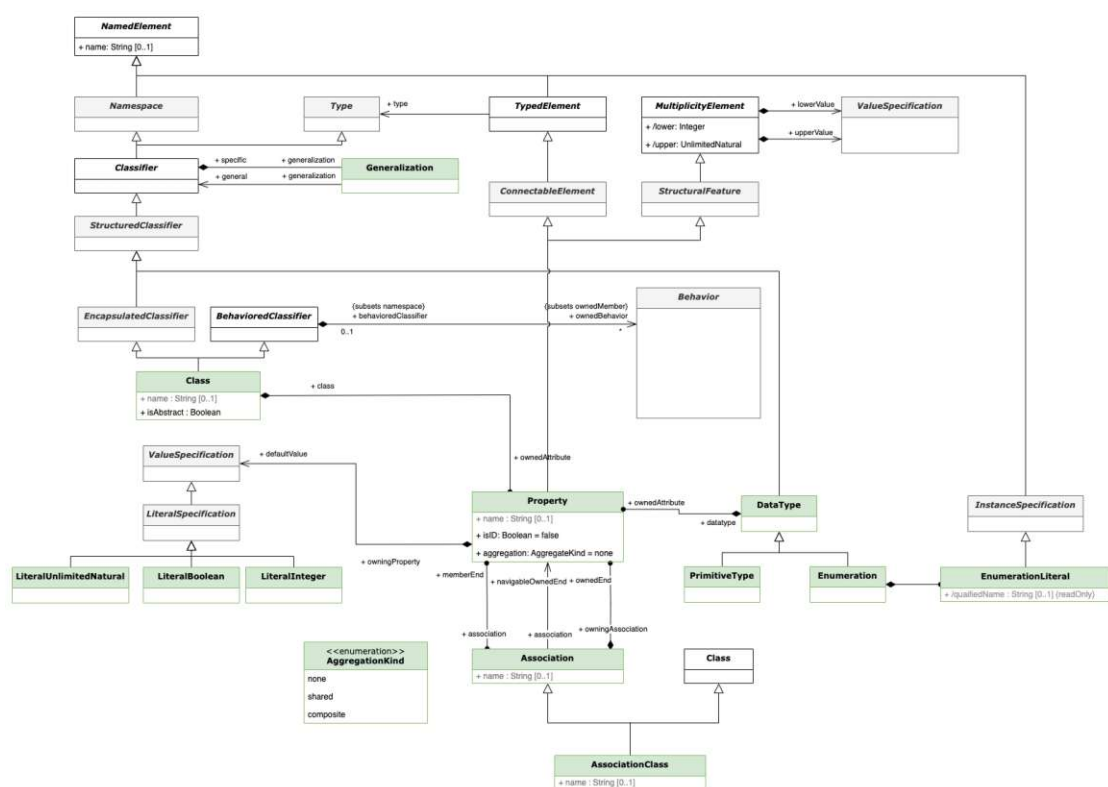 NamedElement
+ name: String [0..1]
Namespace
Type
+ type
TypedElement
MultiplicityElement
+ /lower: Integer
+ /upper: UnlimitedNatural
+ lowerValue
+ upperValue
ValueSpecification
Classifier
+ specific
+ generalization
+ general
+ generalization
Generalization
ConnectableElement
StructuralFeature
StructuredClassifier
EncapsulatedClassifier
BehavioredClassifier
{subsets namespace}
+ behavioredClassifier
0..1
{subsets ownedMember}
+ ownedBehavior
*
Behavior
Class
+ name : String [0..1]
+ isAbstract : Boolean
+ class
+ ownedAttribute
ValueSpecification
+ defaultValue
LiteralSpecification
LiteralUnlimitedNatural
LiteralBoolean
LiteralInteger
+ owningProperty
Property
+ name : String [0..1]
+ isID: Boolean = false
+ aggregation: AggregateKind = none
+ ownedAttribute
+ datatype
DataType
InstanceSpecification
PrimitiveType
Enumeration
EnumerationLiteral
+ /qualifiedName : String [0..1] {readOnly}
+ memberEnd
+ navigableOwnedEnd
+ ownedEnd
+ association
+ association
+ owningAssociation
<<enumeration>>
AggregationKind
none
shared
composite
Association
+ name : String [0..1]
Class
AssociationClass
+ name : String [0..1]